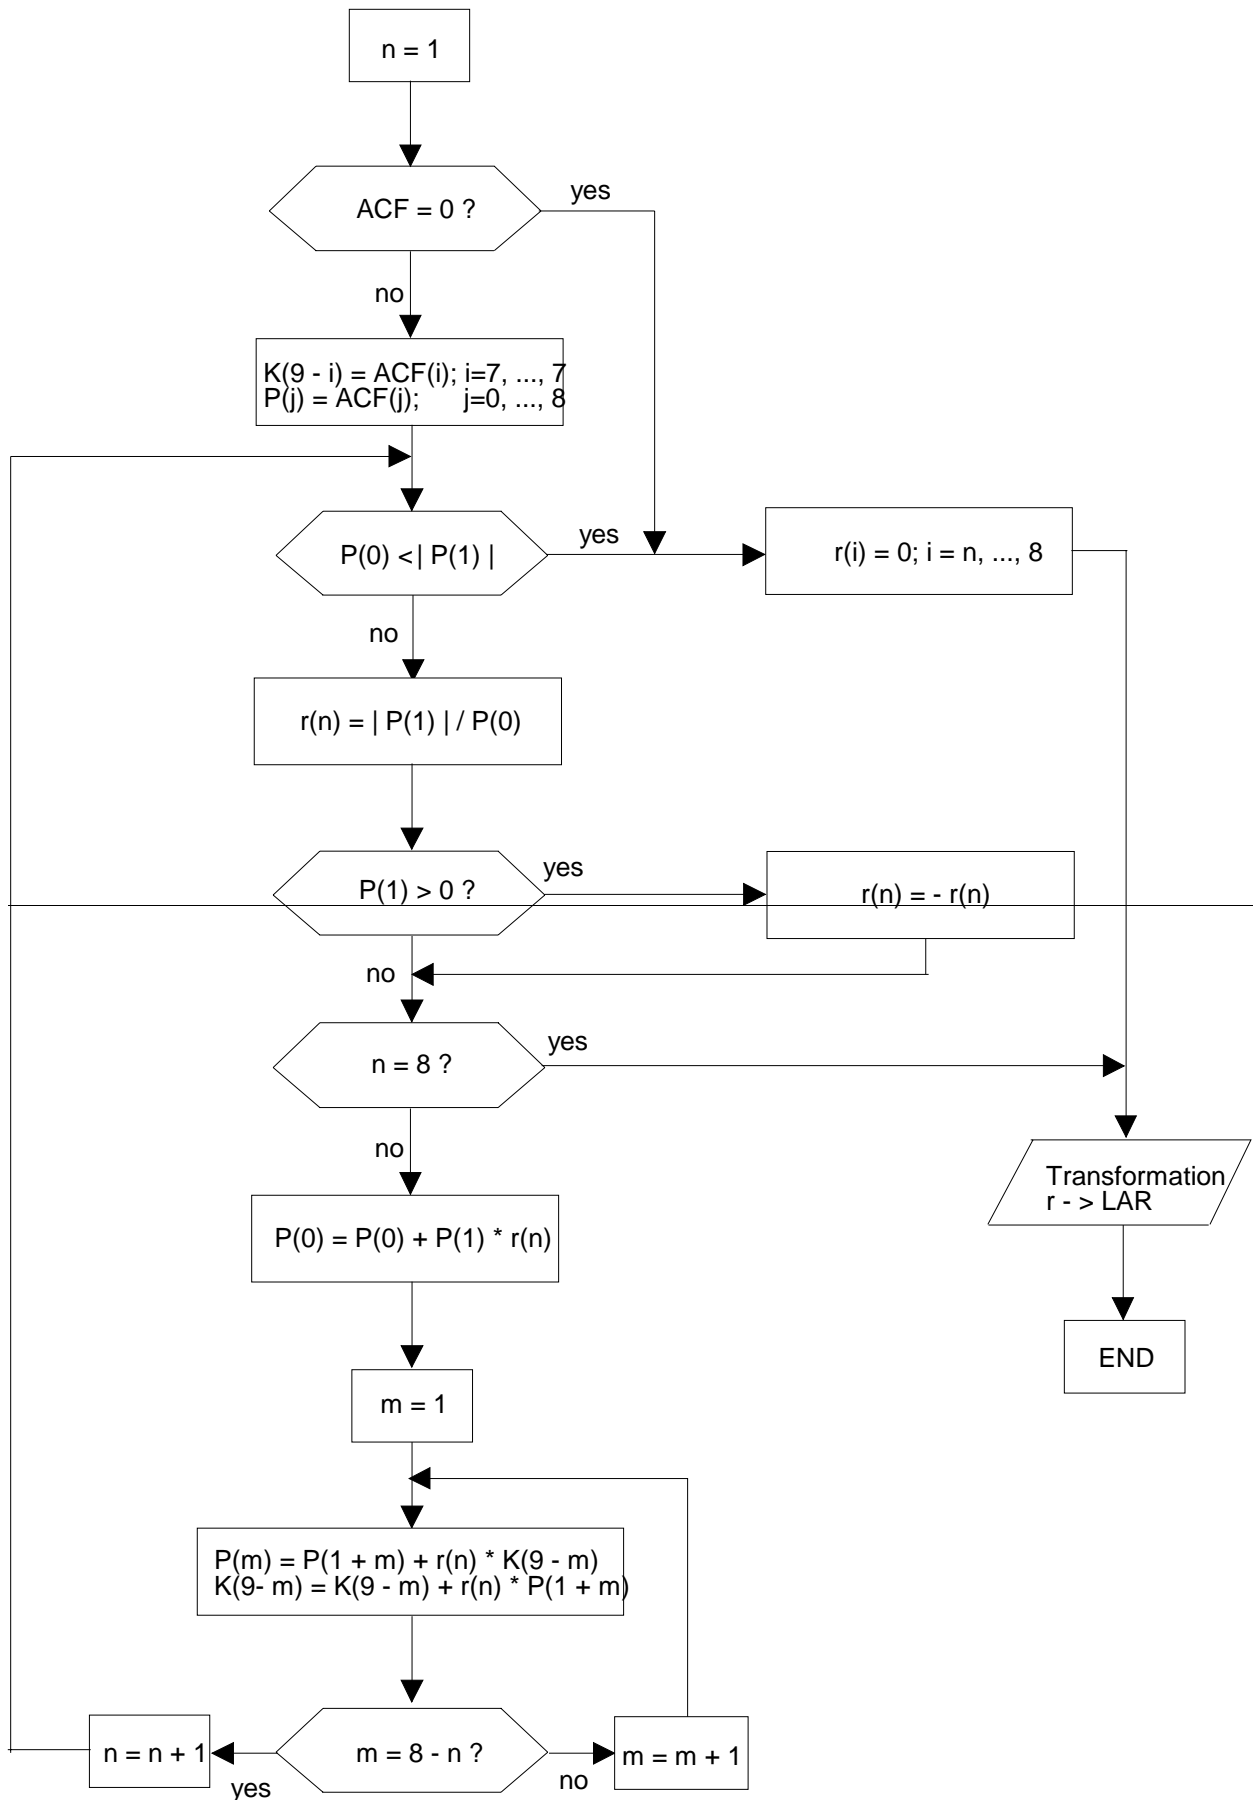 n = 1
ACF = 0 ?
yes
no
K(9 - i) = ACF(i); i=7, ..., 7
P(j) = ACF(j); j=0, ..., 8
P(0) < | P(1) |
yes
r(i) = 0; i = n, ..., 8
no
r(n) = | P(1) | / P(0)
P(1) > 0 ?
yes
r(n) = - r(n)
no
n = 8 ?
yes
no
Transformation
r - > LAR
P(0) = P(0) + P(1) * r(n)
END
m = 1
P(m) = P(1 + m) + r(n) * K(9 - m)
K(9- m) = K(9 - m) + r(n) * P(1 + m)
n = n + 1
yes
m = 8 - n ?
no
m = m + 1